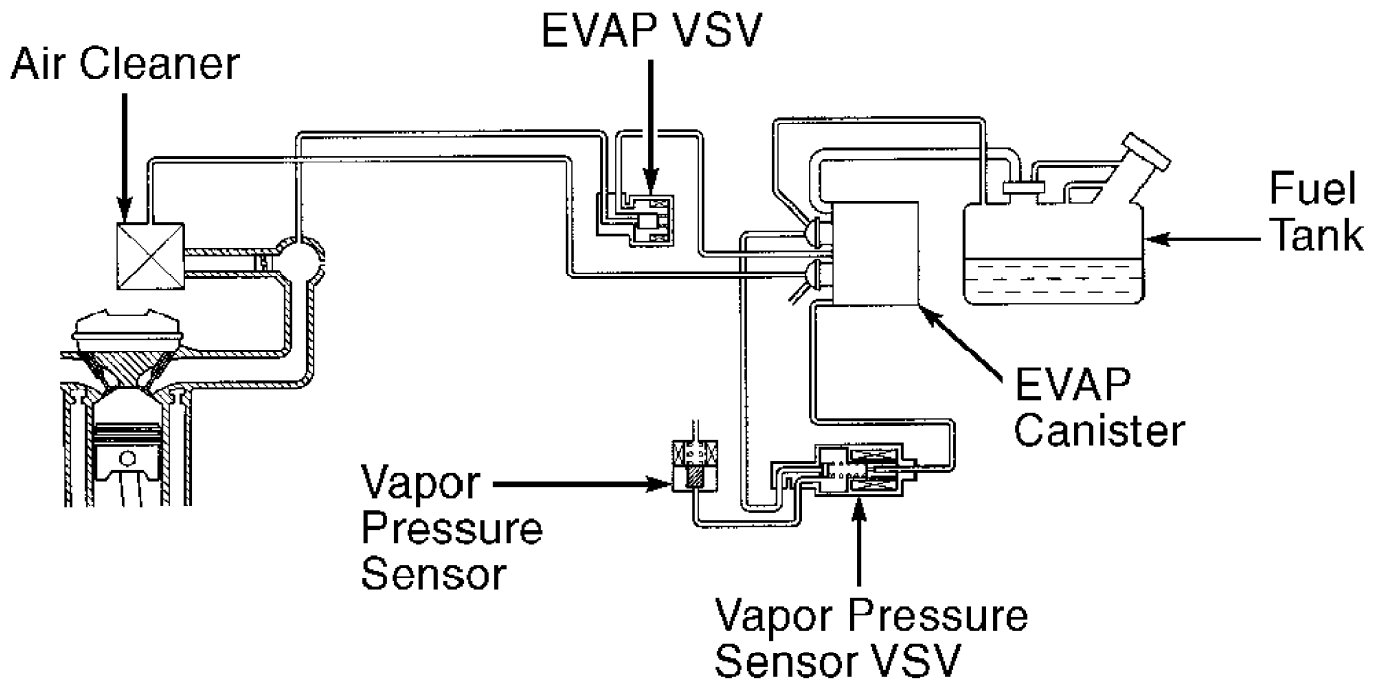 EVAP VSV
Air Cleaner
Fuel
Tank
EVAP
Canister
Vapor
Pressure
Sensor
Vapor Pressure
Sensor VSV